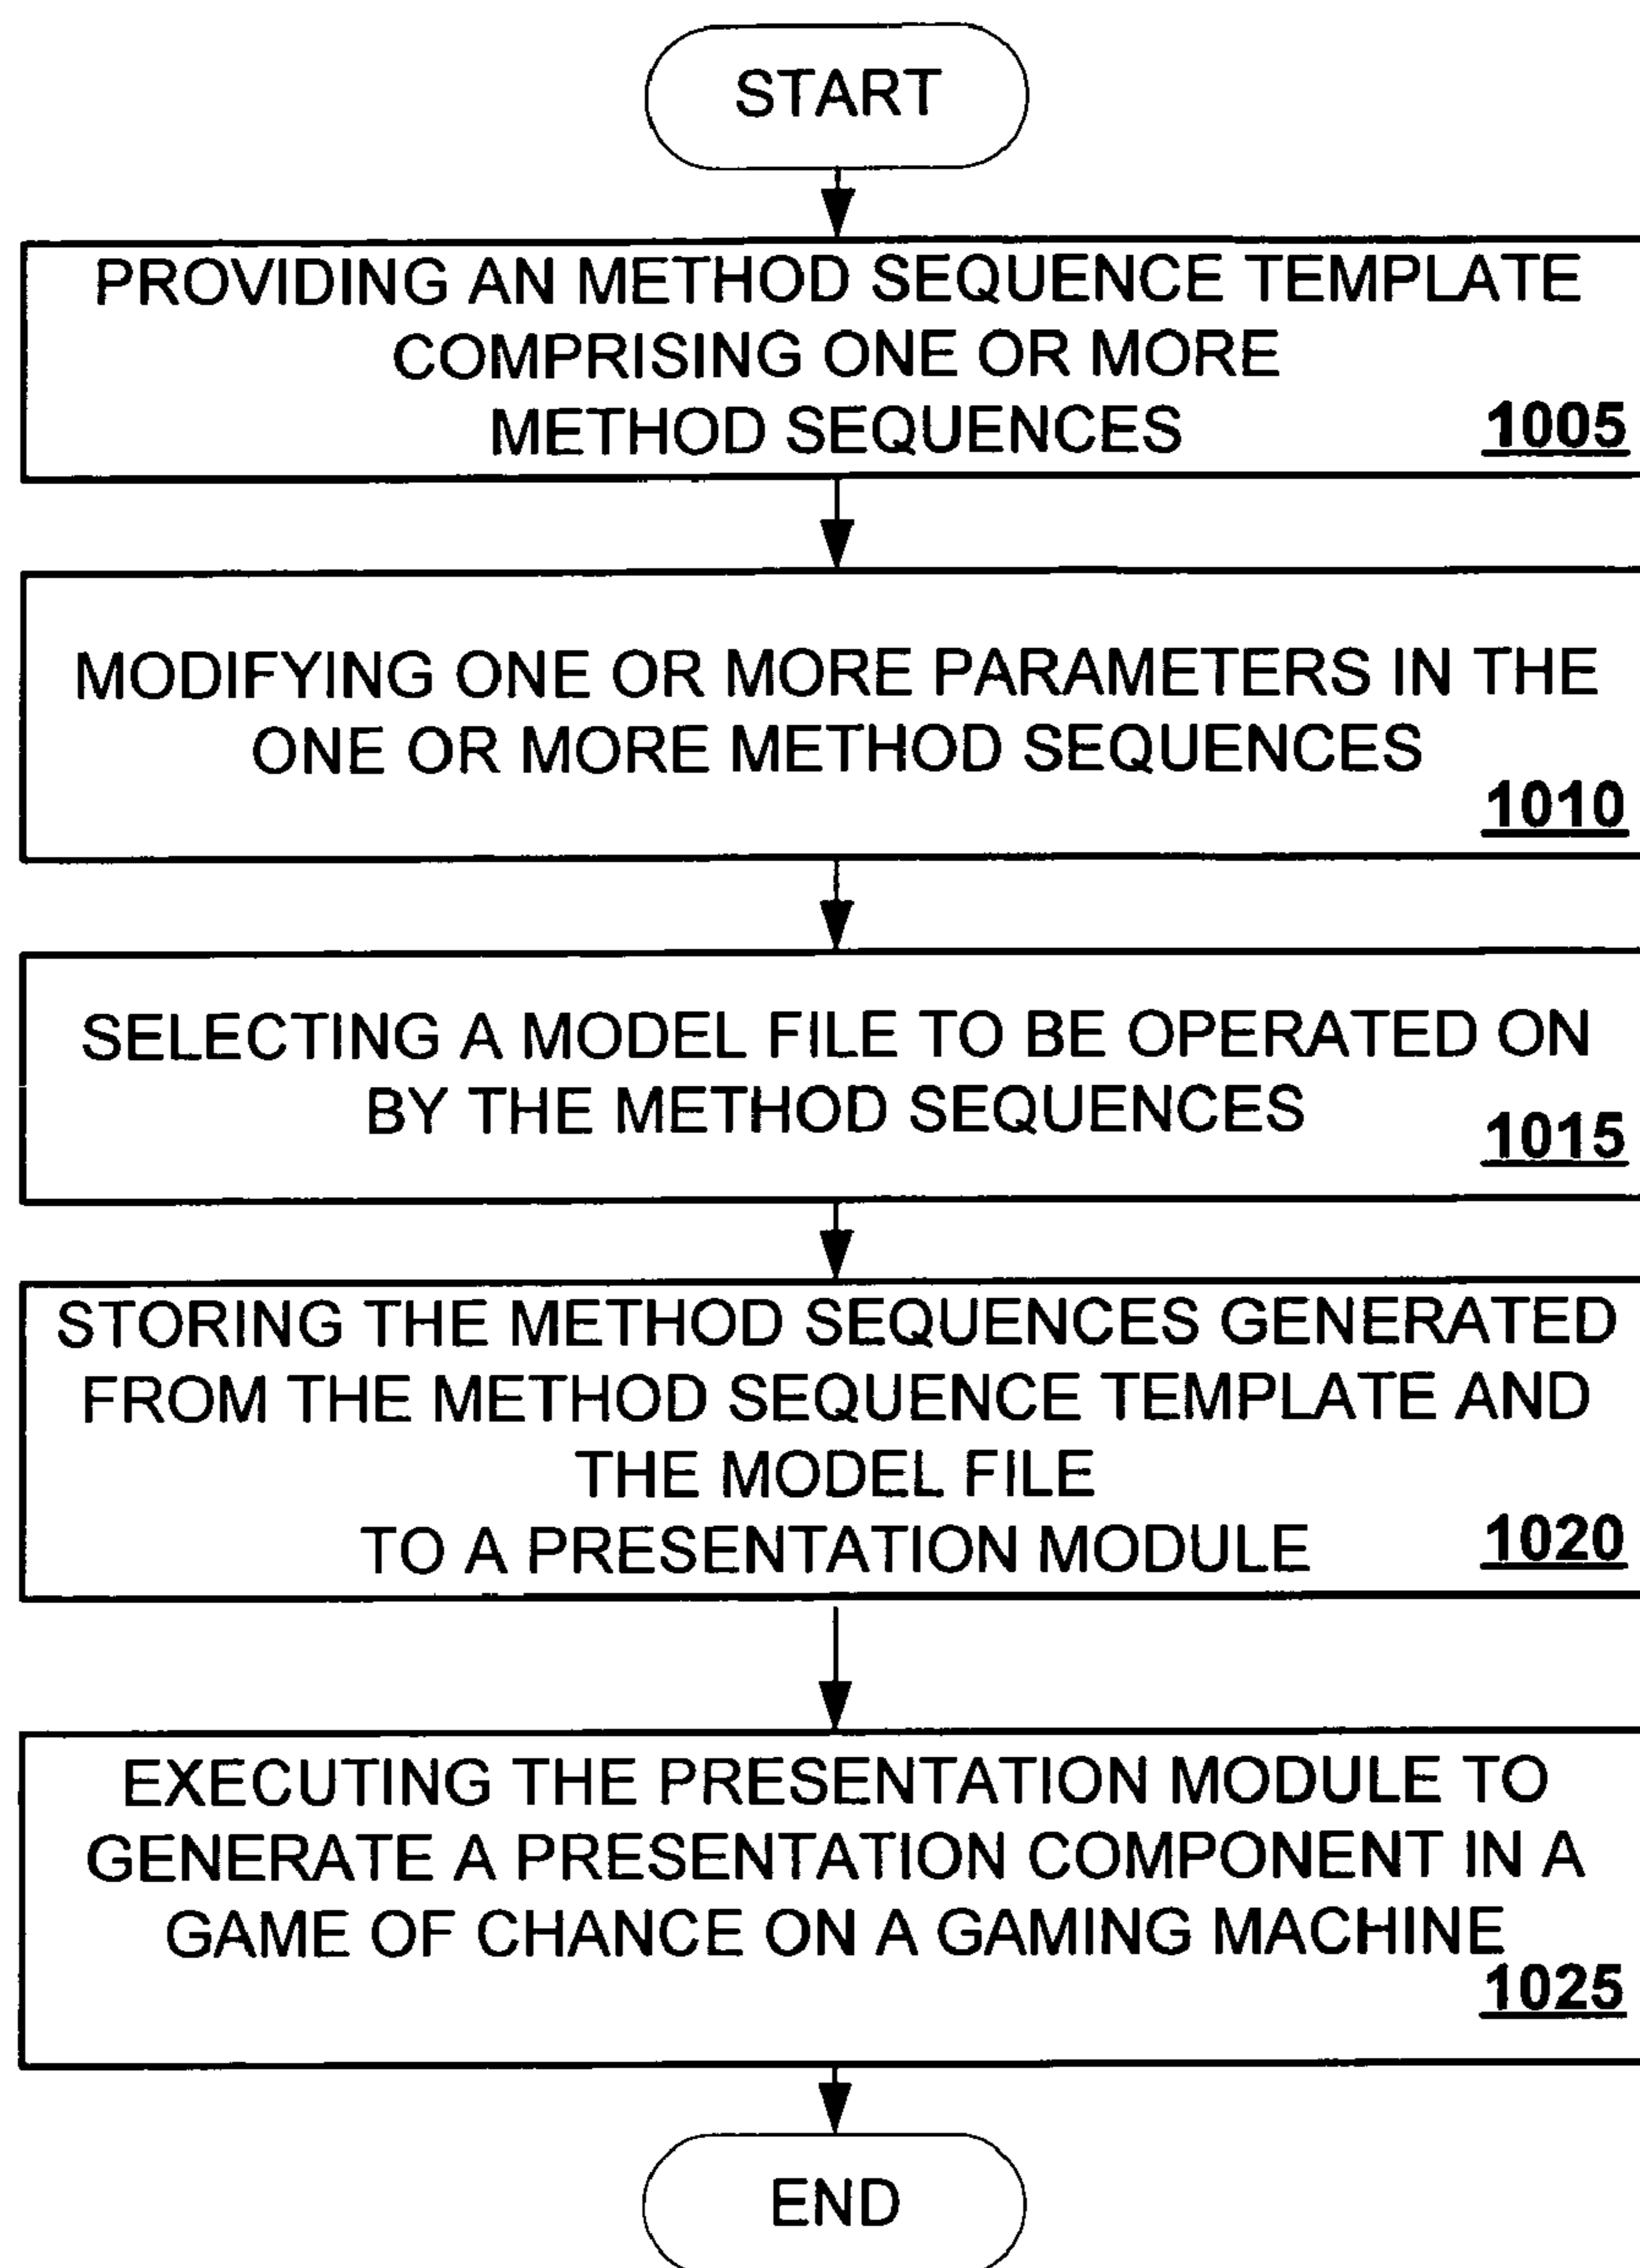 START
PROVIDING AN METHOD SEQUENCE TEMPLATE
COMPRISING ONE OR MORE
METHOD SEQUENCES 1005
MODIFYING ONE OR MORE PARAMETERS IN THE
ONE OR MORE METHOD SEQUENCES
1010
SELECTING A MODEL FILE TO BE OPERATED ON
BY THE METHOD SEQUENCES 1015
STORING THE METHOD SEQUENCES GENERATED
FROM THE METHOD SEQUENCE TEMPLATE AND
THE MODEL FILE
TO A PRESENTATION MODULE 1020
EXECUTING THE PRESENTATION MODULE TO
GENERATE A PRESENTATION COMPONENT IN A
GAME OF CHANCE ON A GAMING MACHINE
1025
END